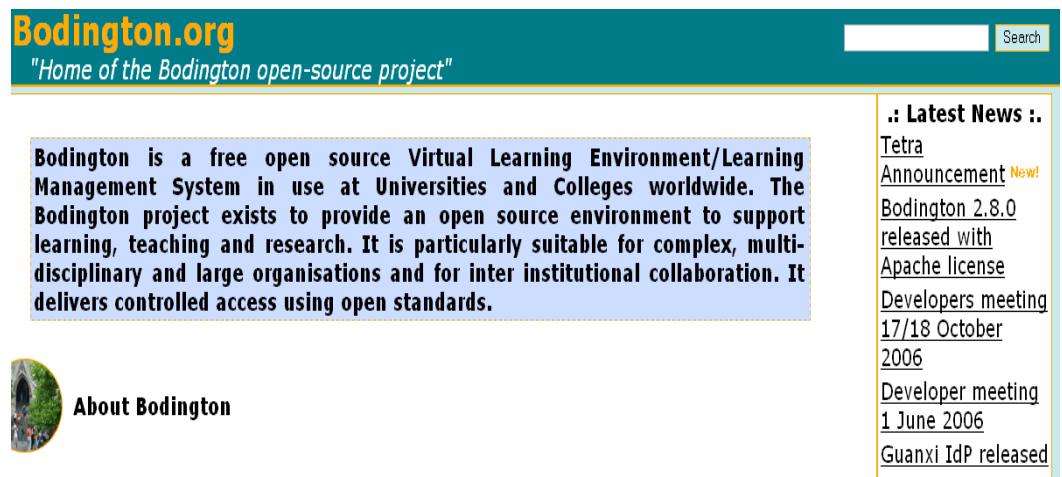 Bodington.org
Search
"Home of the Bodington open-source project"
Bodington is a free open source Virtual Learning Environment/Learning
Management System in use at Universities and Colleges worldwide. The
Bodington project exists to provide an open source environment to support
learning, teaching and research. It is particularly suitable for complex, multi-
disciplinary and large organisations and for inter institutional collaboration. It
delivers controlled access using open standards.
About Bodington
.: Latest News :.
Tetra
Announcement New!
Bodington 2.8.0
released with
Apache license
Developers meeting
17/18 October
2006
Developer meeting
1 June 2006
Guanxi IdP released